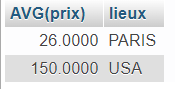 AVG(prix) lieux
26.0000 PARIS
150.0000 USA